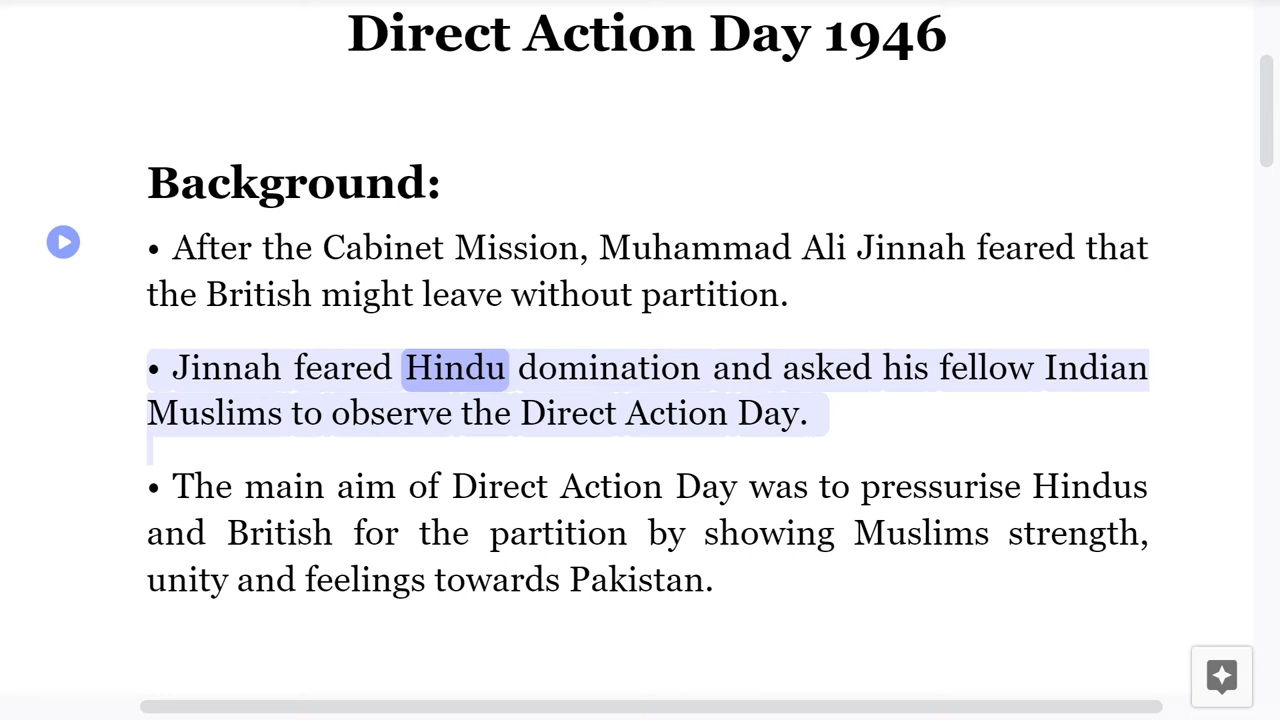 Direct Action Day 1946
Background:
• After the Cabinet Mission, Muhammad Ali Jinnah feared that
the British might leave without partition.
• Jinnah feared Hindu domination and asked his fellow Indian
Muslims to observe the Direct Action Day.
• The main aim of Direct Action Day was to pressurise Hindus
and British for the partition by showing Muslims strength,
unity and feelings towards Pakistan.